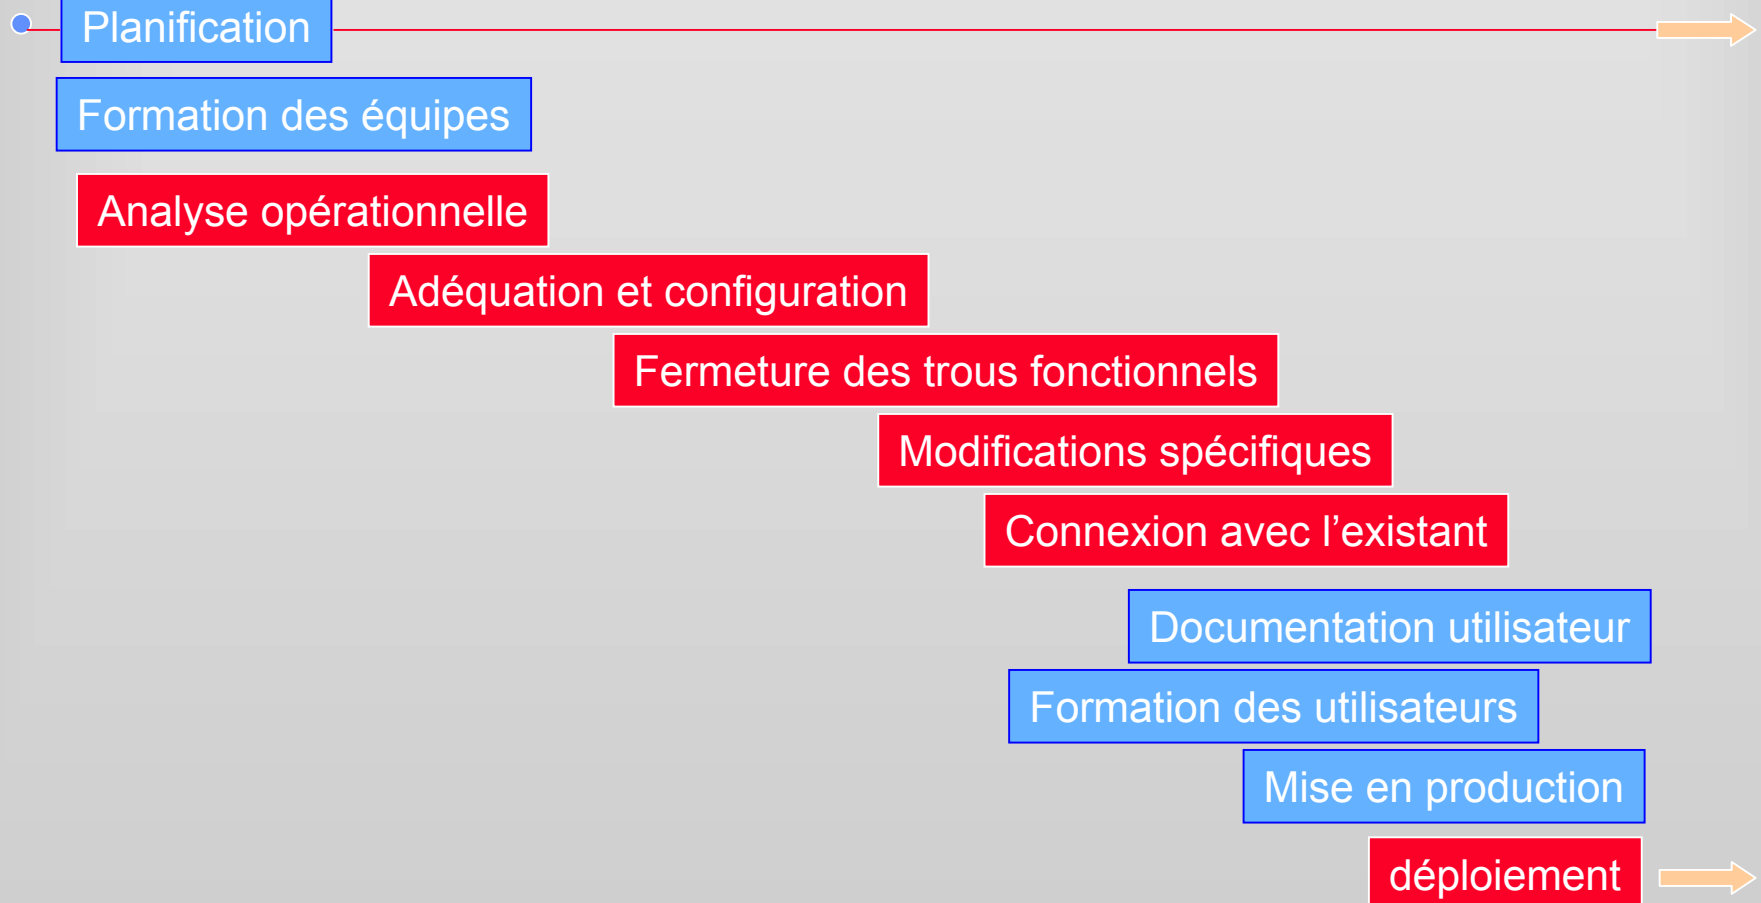 Planification
Formation des équipes
Analyse opérationnelle
Adéquation et configuration
Fermeture des trous fonctionnels
Modifications spécifiques
Connexion avec l’existant
Documentation utilisateur
Formation des utilisateurs
Mise en production
déploiement